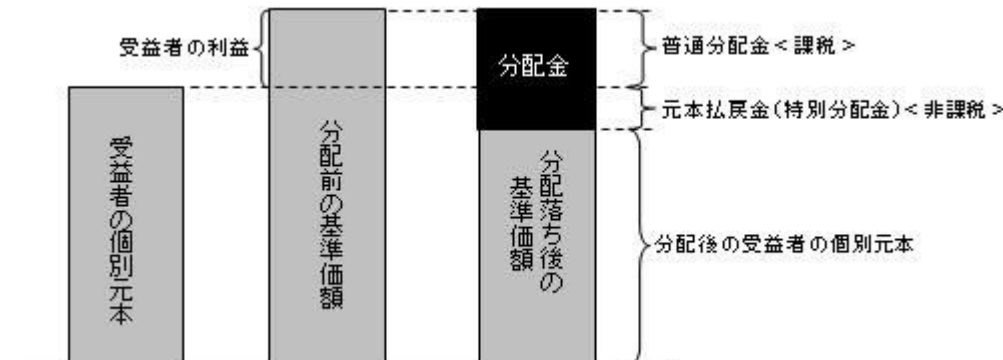 受益者の利益
受益者の個別元本
分配前の基準価額
分配金
分配落ち後の
基準価額
普通分配金<課税>
元本払戻金(特別分配金)<非課税>
分配後の受益者の個別元本